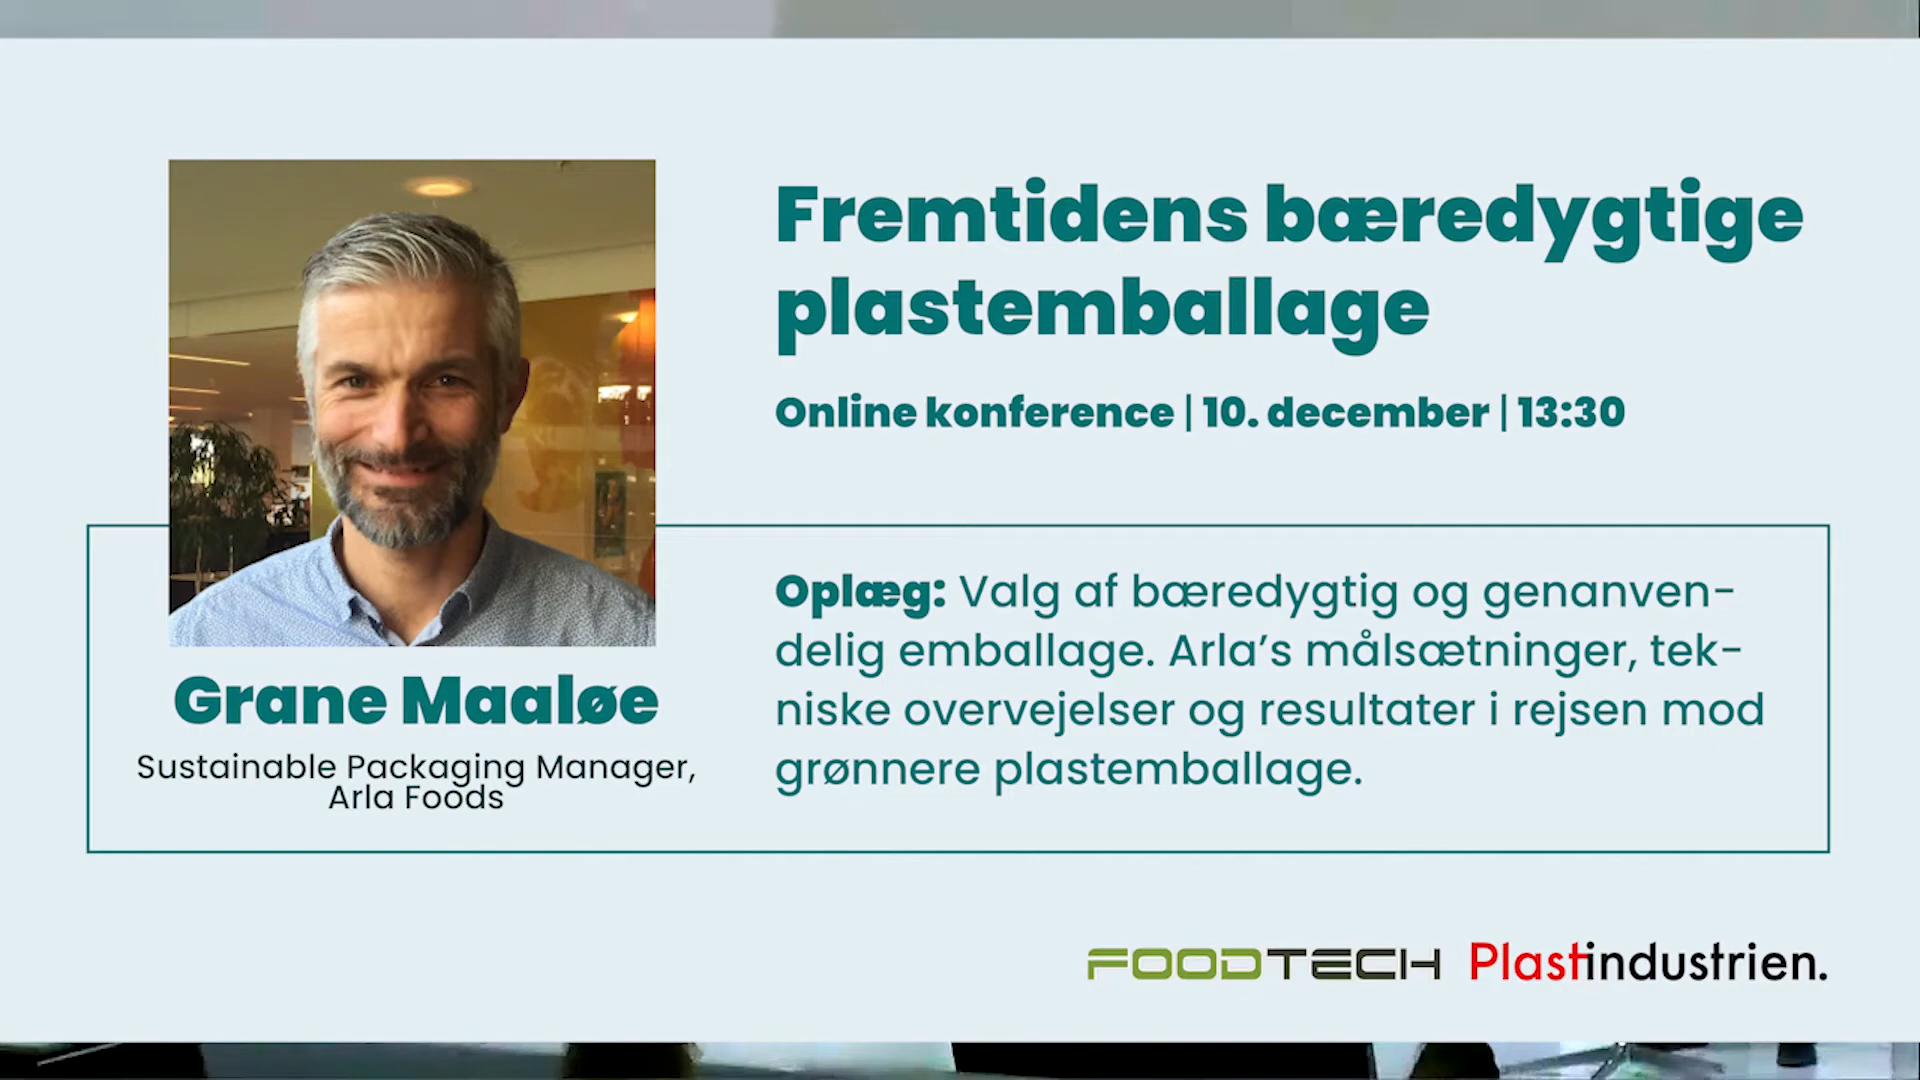 Fremtidens bæredygtige
plastemballage
Online konference | 10. december | 13:30
Grane Maaløe
Sustainable Packaging Manager,
Arla Foods
Oplæg: Valg af bæredygtig og genanven-
delig emballage. Arla’s målsætninger, tek-
niske overvejelser og resultater i rejsen mod
grønnere plastemballage.
FOODTECH Plastindustrien.